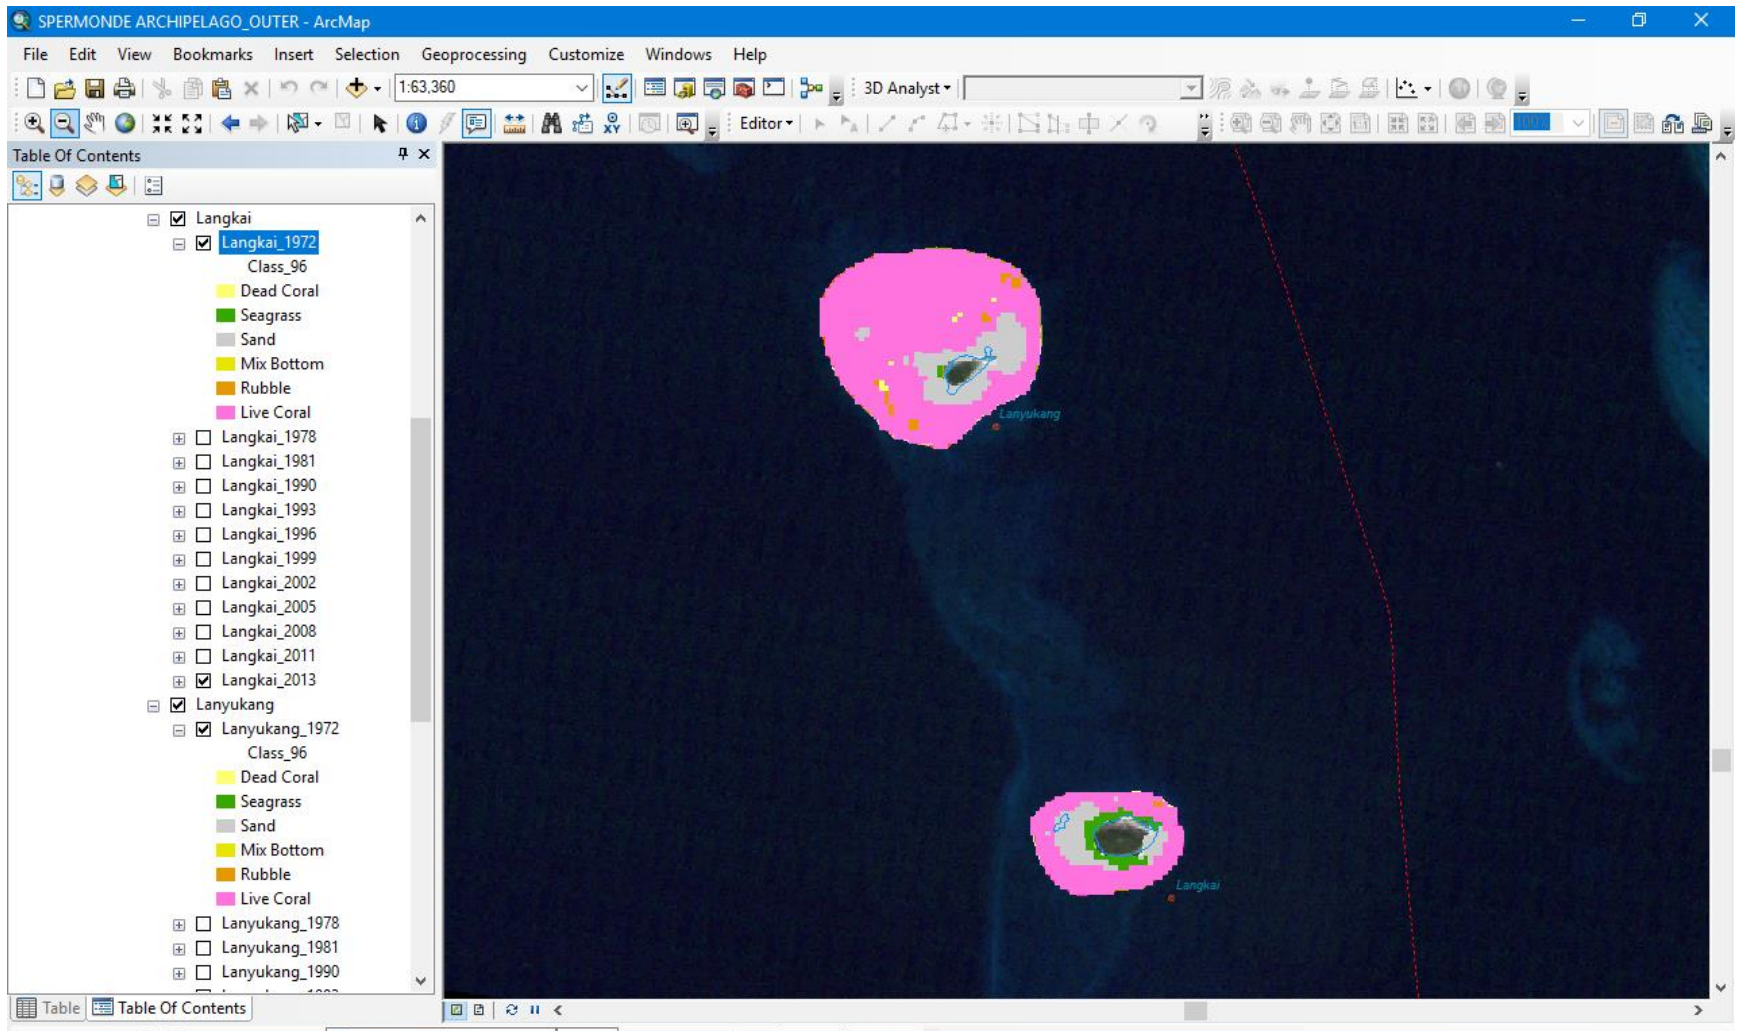 SPERMONDE ARCHIPELAGO_OUTER - ArcMap
File Edit View Bookmarks Insert Selection Geoprocessing Customize Windows Help
1:63,360 3D Analyst
Editor 100%
Table Of Contents
Langkai
Langkai_1972
Class_96
Dead Coral
Seagrass
Sand
Mix Bottom
Rubble
Live Coral
Langkai_1978
Langkai_1981
Langkai_1990
Langkai_1993
Langkai_1996
Langkai_1999
Langkai_2002
Langkai_2005
Langkai_2008
Langkai_2011
Langkai_2013
Lanyukang
Lanyukang_1972
Class_96
Dead Coral
Seagrass
Sand
Mix Bottom
Rubble
Live Coral
Lanyukang_1978
Lanyukang_1981
Lanyukang_1990
Table Table Of Contents
Lanyukang
Langkai